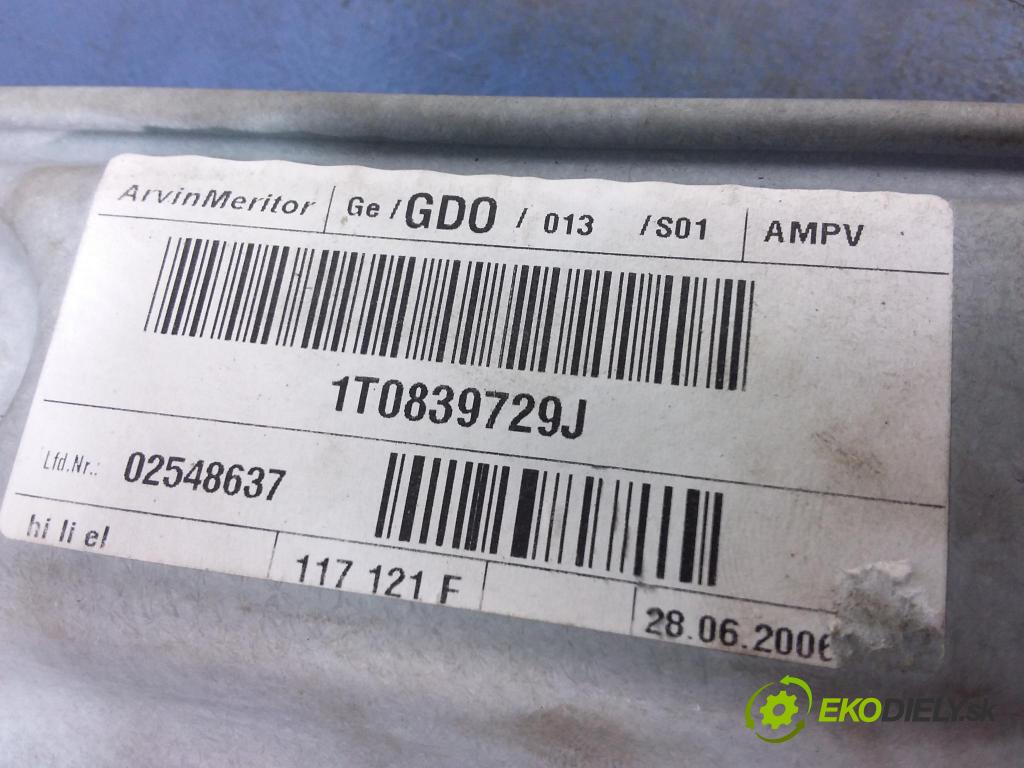 ArvinMeritor Ge / GDO / 013 /S01 AMPV
1T0839729J
Lfd.Nr.: 02548637
hi li el
117 121 F
28.06.2006
EKODIELY.sk